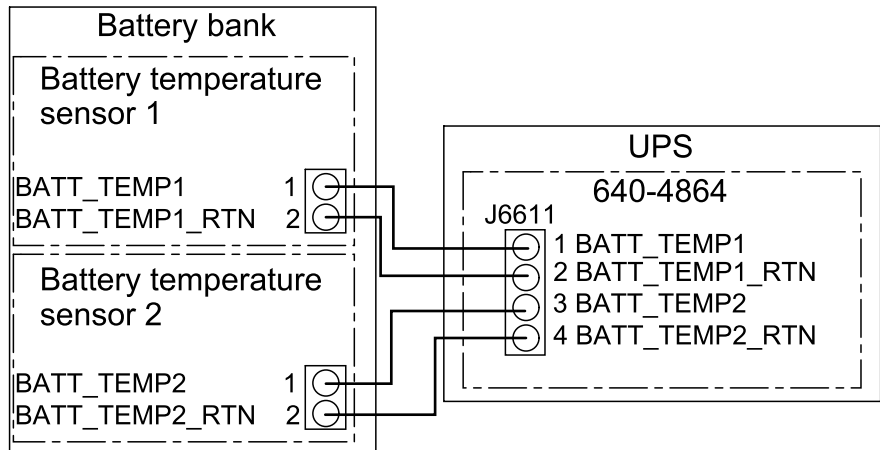 Battery bank
Battery temperature
sensor 1
BATT_TEMP1 1
BATT_TEMP1_RTN 2
Battery temperature
sensor 2
BATT_TEMP2 1
BATT_TEMP2_RTN 2
UPS
640-4864
J6611
1 BATT_TEMP1
2 BATT_TEMP1_RTN
3 BATT_TEMP2
4 BATT_TEMP2_RTN